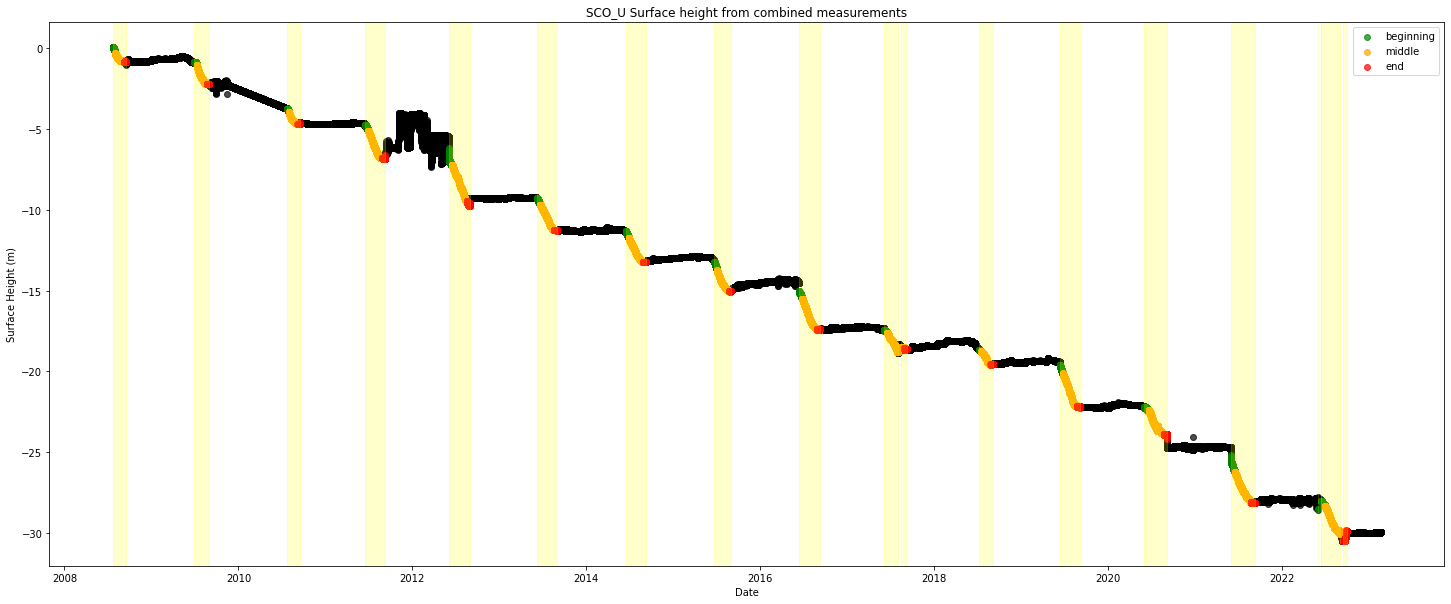 SCO_U Surface height from combined measurements
beginning
middle
end
Surface Height (m)
0
−5
−10
−15
−20
−25
−30
2008
2010
2012
2014
2016
2018
2020
2022
Date